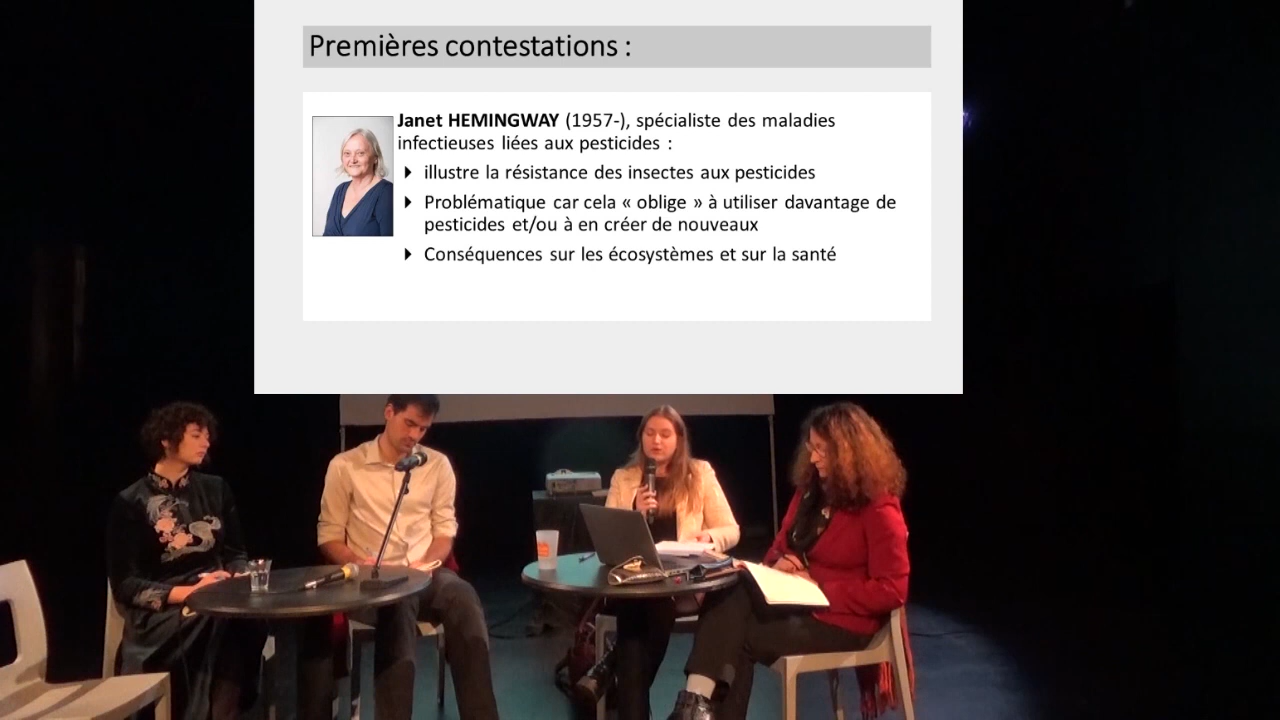 Premières contestations :
Janet HEMINGWAY (1957-), spécialiste des maladies
infectieuses liées aux pesticides :
illustre la résistance des insectes aux pesticides
Problématique car cela « oblige » à utiliser davantage de
pesticides et/ou à en créer de nouveaux
Conséquences sur les écosystèmes et sur la santé